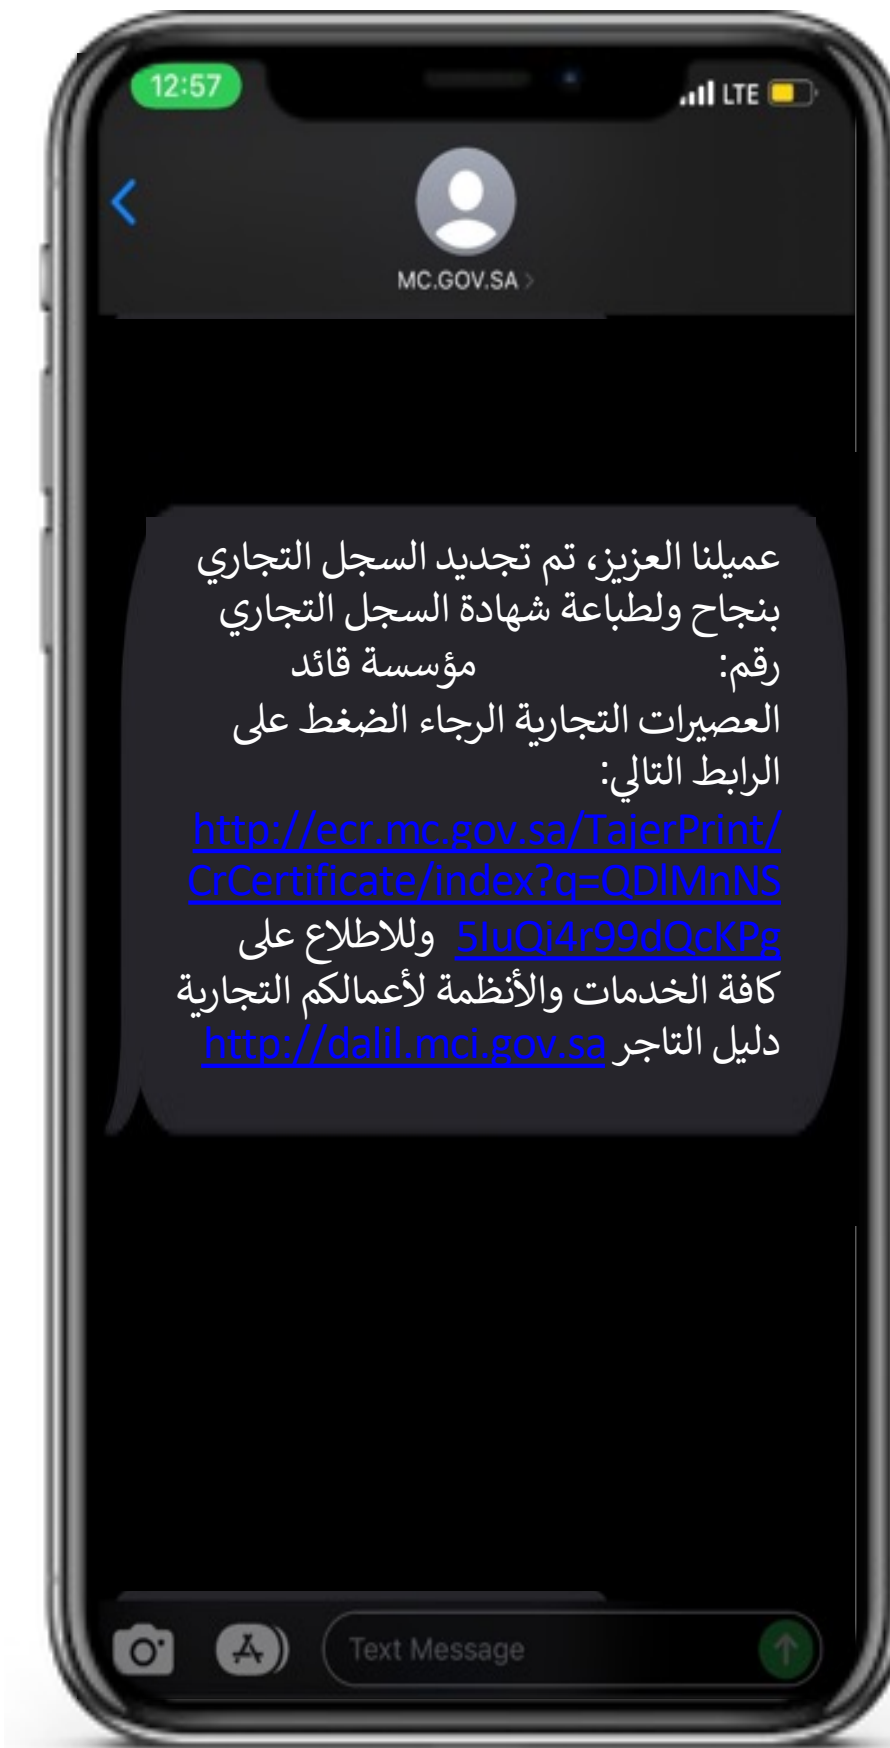 12:57
LTE
MC.GOV.SA
عميلنا العزيز، تم تجديد السجل التجاري
بنجاح ولطباعة شهادة السجل التجاري
رقم: مؤسسة قائد
العصيرات التجارية الرجاء الضغط على
الرابط التالي:
http://ecr.mc.gov.sa/TajerPrint/
CrCertificate/index?q=QDlMnNS
5IuQi4r99dQcKPg وللاطلاع على
كافة الخدمات والأنظمة لأعمالكم التجارية
دليل التاجر http://dalil.mci.gov.sa
Text Message